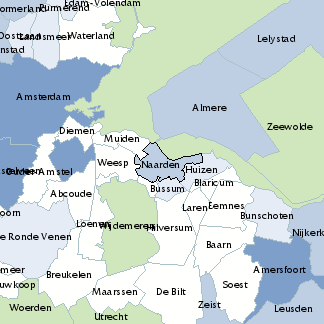 Edam-Volendam
Purmerend
Wormerland
Oostzaan
Landsmeer
Waterland
Zaanstad
Lelystad
Amsterdam
Almere
Zeewolde
Diemen
Muiden
Weesp
Naarden
Huizen
Ouder-Amstel
Bussum
Blaricum
Abcoude
Laren
Eemnes
Bunschoten
Loenen
Wijdemeren
Hilversum
De Ronde Venen
Baarn
Nijkerk
Amersfoort
Breukelen
Maarssen
De Bilt
Soest
Zeist
Leusden
Woerden
Utrecht